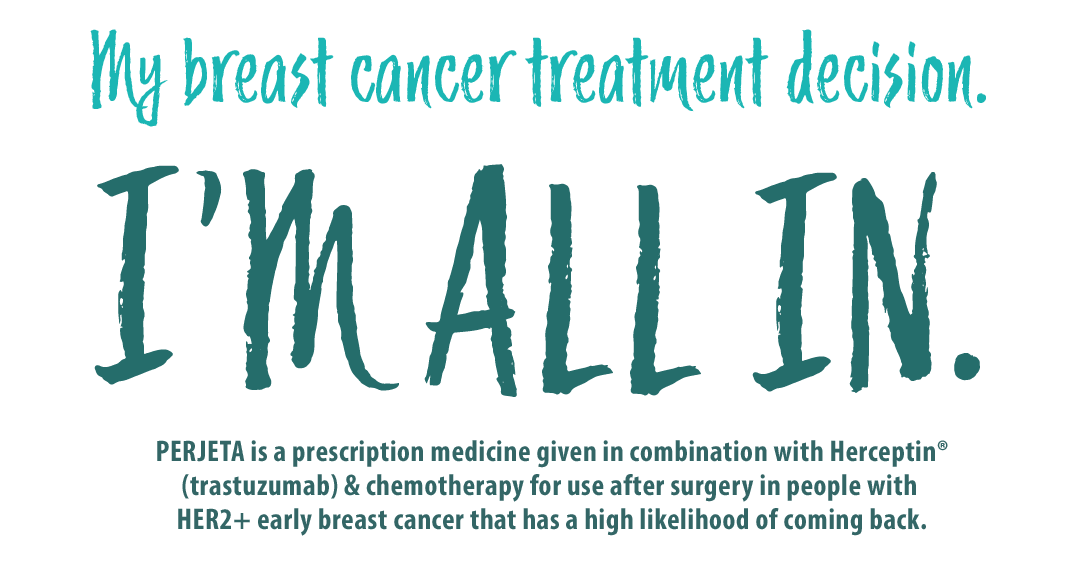 My breast cancer treatment decision.
I'M ALL IN.
PERJETA is a prescription medicine given in combination with Herceptin®
(trastuzumab) & chemotherapy for use after surgery in people with
HER2+ early breast cancer that has a high likelihood of coming back.